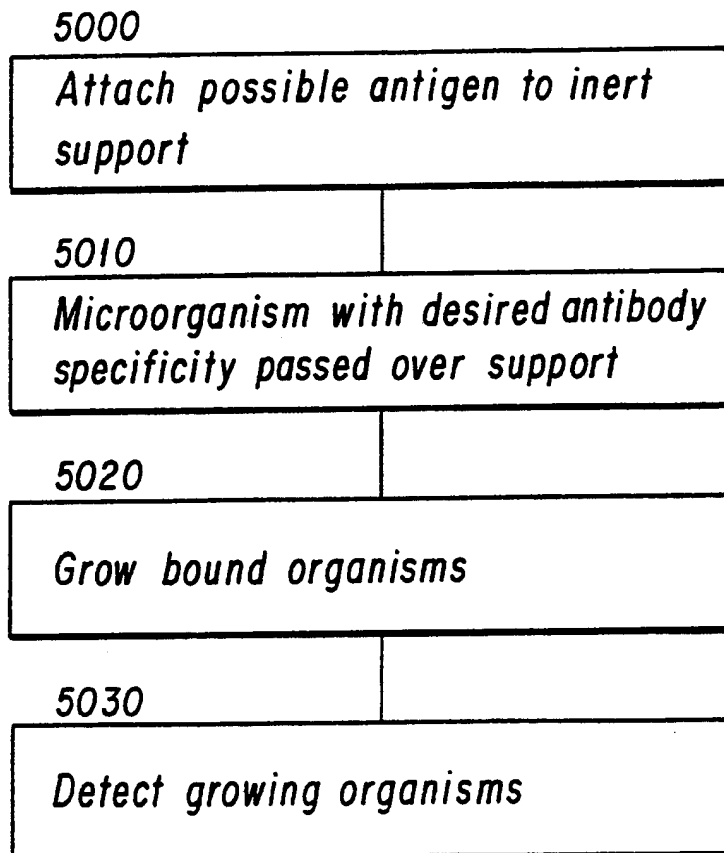 5000
Attach possible antigen to inert
support
5010
Microorganism with desired antibody
specificity passed over support
5020
Grow bound organisms
5030
Detect growing organisms